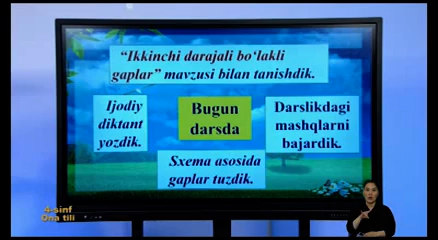 “Ikkinchi darajali bo‘lakli
gaplar” mavzusi bilan tanishdik.
Ijodiy
diktant
yozdik.
Bugun
darsda
Darslikdagi
mashqlarni
bajardik.
Sxema asosida
gaplar tuzdik.
4-sinf
Ona tili